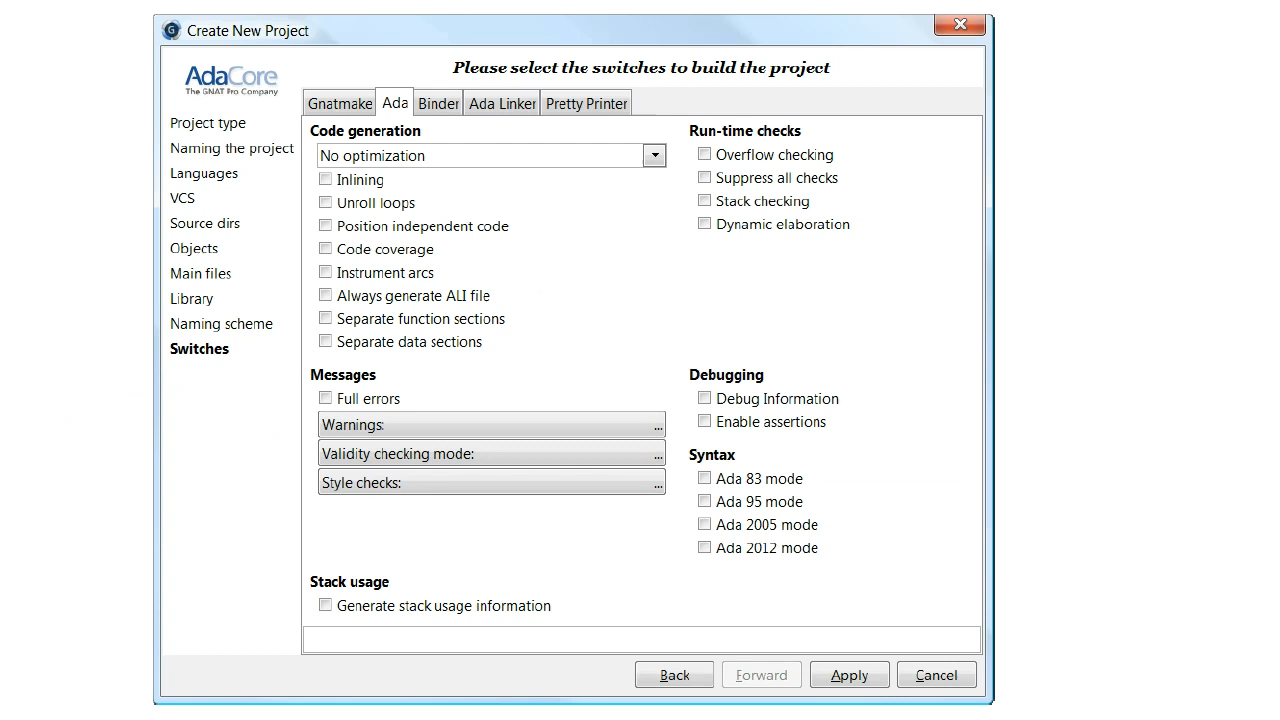 Create New Project
AdaCore
The GNAT Pro Company
Please select the switches to build the project
Project type
Naming the project
Languages
VCS
Source dirs
Objects
Main files
Library
Naming scheme
Switches
Gnatmake Ada Binder Ada Linker Pretty Printer
Code generation
No optimization
Inlining
Unroll loops
Position independent code
Code coverage
Instrument arcs
Always generate ALI file
Separate function sections
Separate data sections
Run-time checks
Overflow checking
Suppress all checks
Stack checking
Dynamic elaboration
Messages
Full errors
Warnings: ...
Validity checking mode: ...
Style checks: ...
Debugging
Debug Information
Enable assertions
Syntax
Ada 83 mode
Ada 95 mode
Ada 2005 mode
Ada 2012 mode
Stack usage
Generate stack usage information
Back Forward Apply Cancel